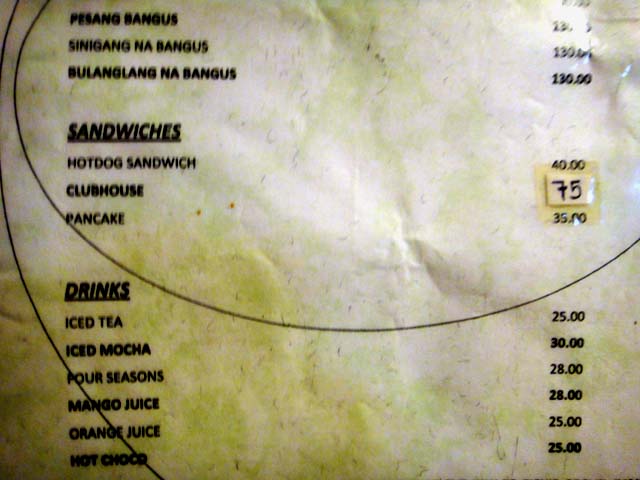 PESANG BANGUS
SINIGANG NA BANGUS 130.00
BULANGLANG NA BANGUS 130.00
SANDWICHES
HOTDOG SANDWICH 40.00
CLUBHOUSE 75
PANCAKE 35.00
DRINKS
ICED TEA 25.00
ICED MOCHA 30.00
FOUR SEASONS 28.00
MANGO JUICE 28.00
ORANGE JUICE 25.00
HOT CHOCO 25.00